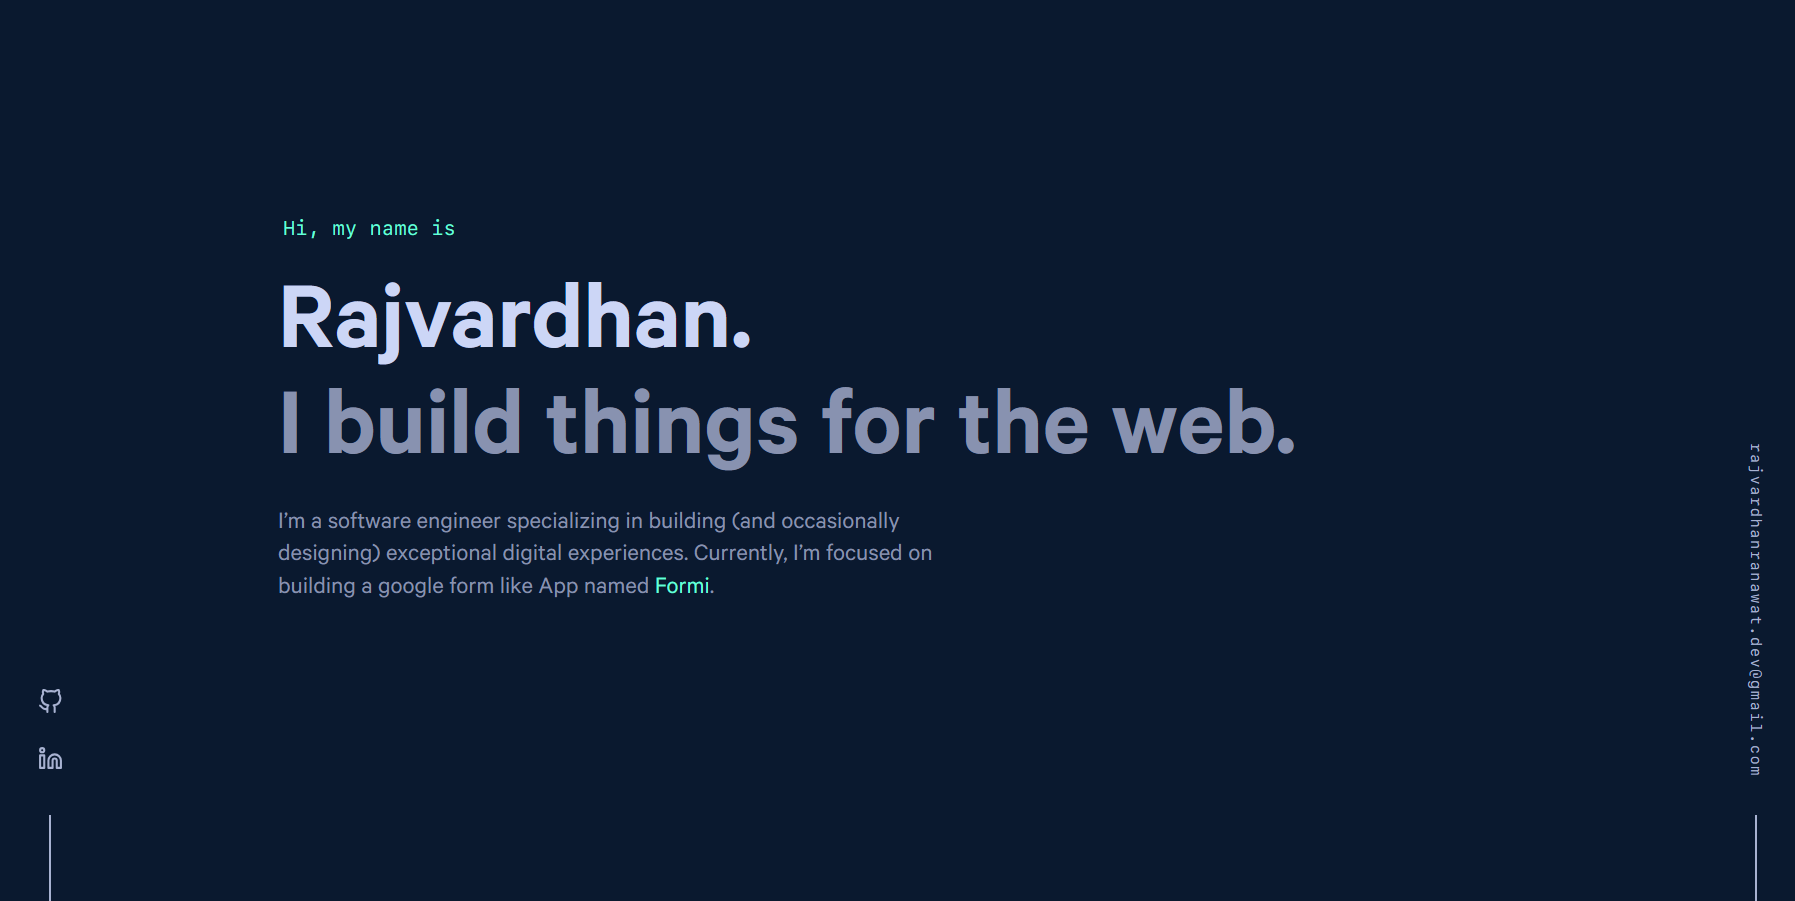 Hi, my name is
Rajvardhan.
I build things for the web.
I’m a software engineer specializing in building (and occasionally
designing) exceptional digital experiences. Currently, I’m focused on
building a google form like App named Formi.
rajvardhanranawat.dev@gmail.com